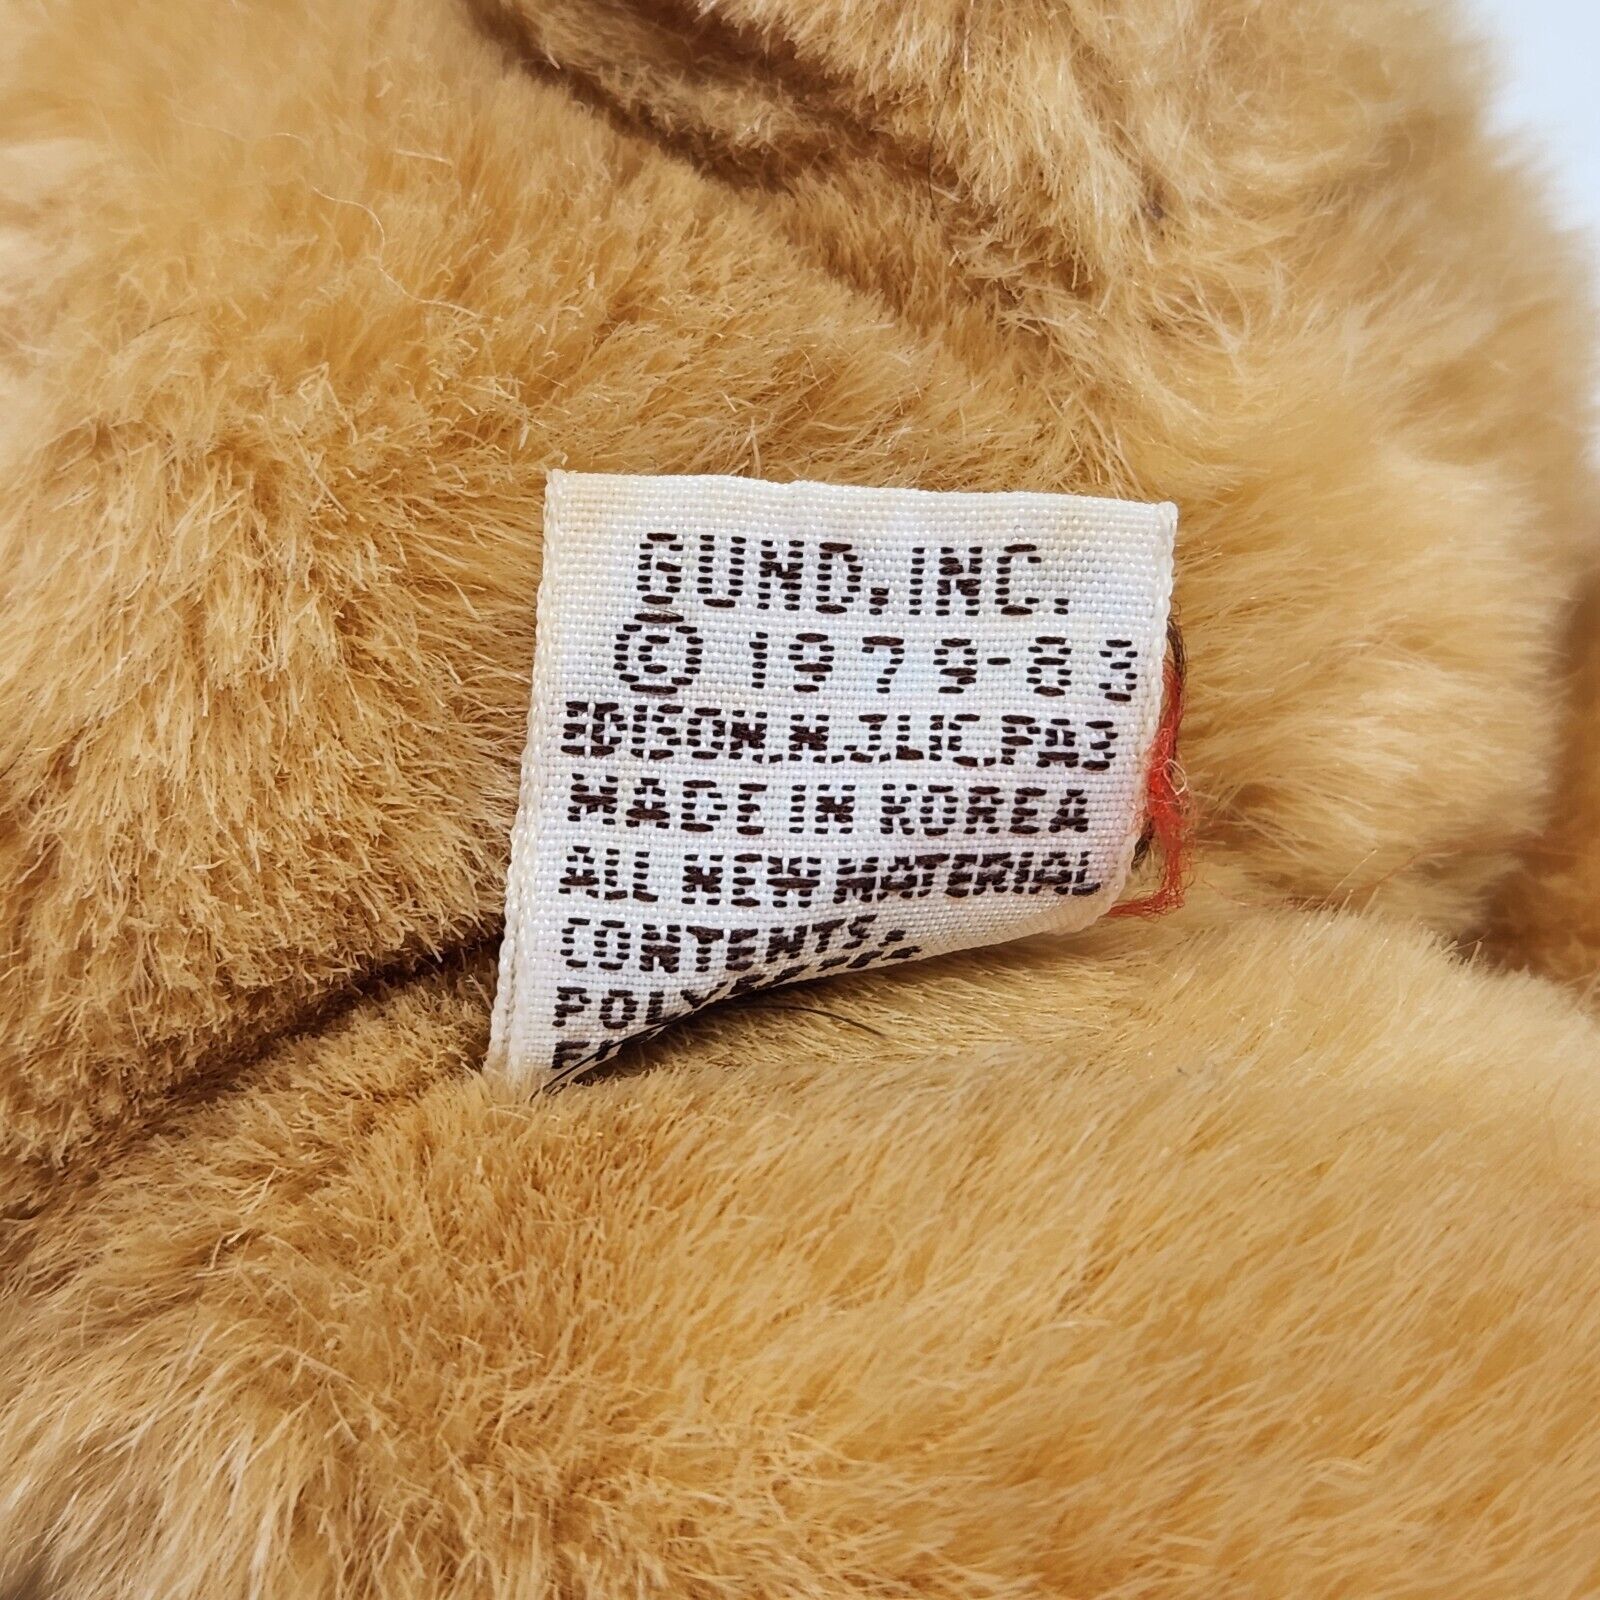 GUND, INC.
© 1979-83
EDISON, N.J. LIC. PA3
MADE IN KOREA
ALL NEW MATERIAL
CONTENTS.